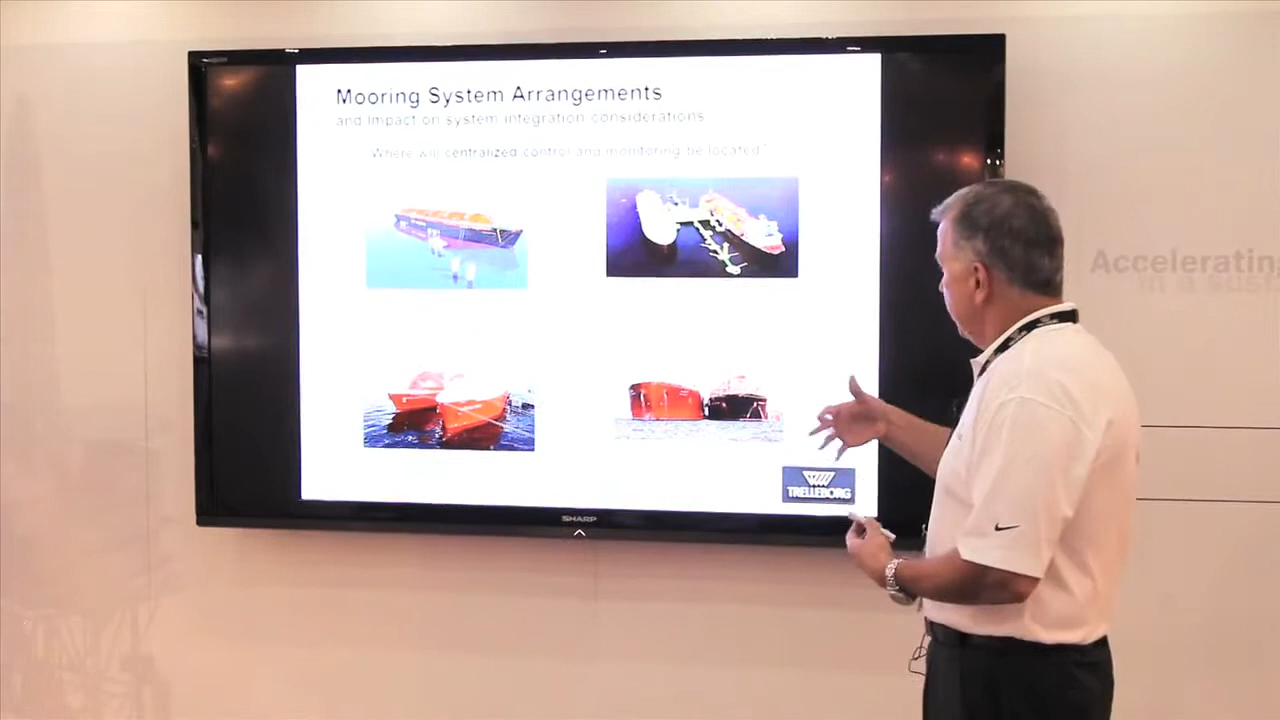 Mooring System Arrangements
and Impact on system integration considerations
"Where will centralized control and monitoring be located"
TRELLEBORG
SHARP
Accelerating
in a